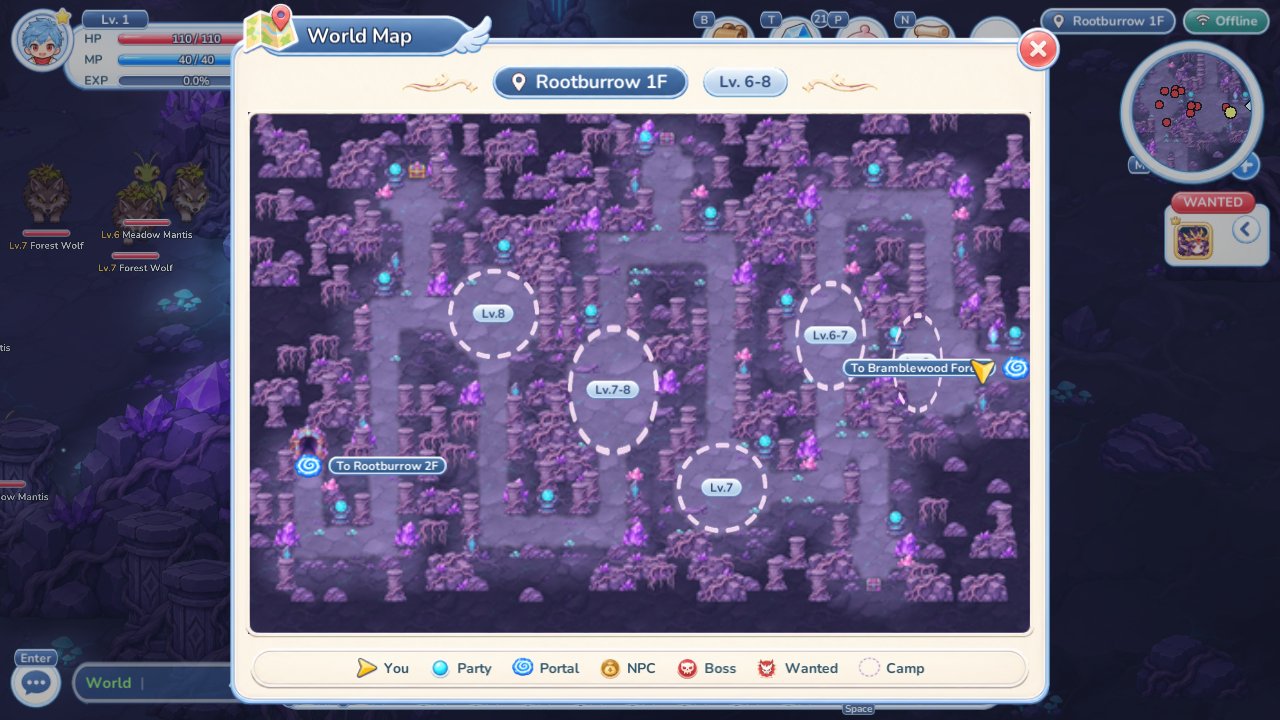 Lv. 1
HP 110/110
MP 40/40
EXP 0.0%
World Map
B
T
21
P
N
Rootburrow 1F
Offline
Rootburrow 1F
Lv. 6-8
M
WANTED
Lv.7 Forest Wolf
Lv.6 Meadow Mantis
Lv.7 Forest Wolf
tis
ow Mantis
Lv.8
Lv.6-7
To Bramblewood Fore
Lv.7-8
To Rootburrow 2F
Lv.7
You
Party
Portal
NPC
Boss
Wanted
Camp
Enter
World
Space